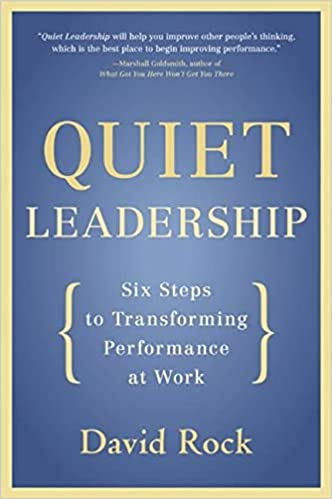 "Quiet Leadership will help you improve other people's thinking,
which is the best place to begin improving performance."
—Marshall Goldsmith, author of
What Got You Here Won't Get You There
QUIET
LEADERSHIP
{ Six Steps
to Transforming
Performance
at Work }
David Rock